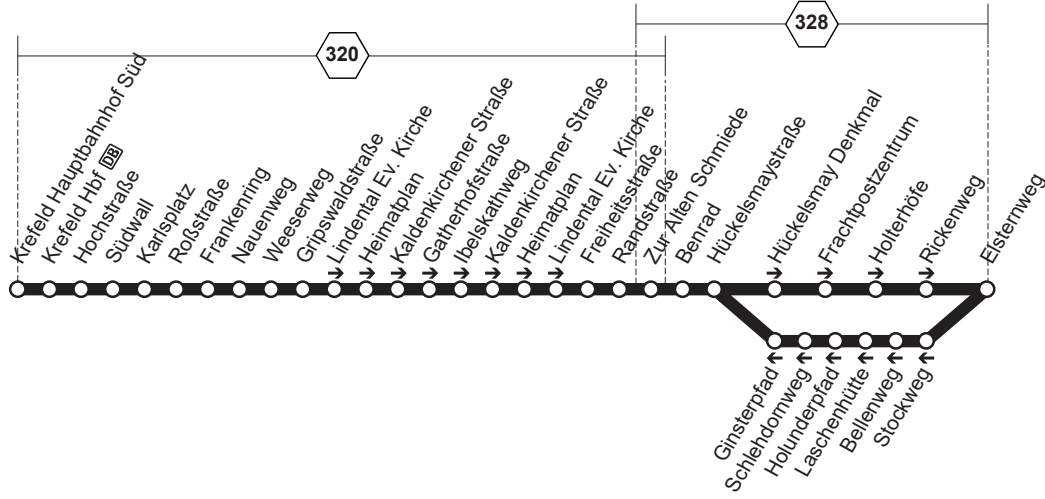 320
328
Krefeld Hauptbahnhof Süd
Krefeld Hbf DB
Hochstraße
Südwall
Karlsplatz
Roßstraße
Frankenring
Nauenweg
Weeserweg
Gripswaldstraße
Lindental Ev. Kirche
Heimatplan
Kaldenkirchener Straße
Gatherhofstraße
Ibelskathweg
Kaldenkirchener Straße
Heimatplan
Lindental Ev. Kirche
Freiheitsstraße
Randstraße
Zur Alten Schmiede
Benrad
Hückelsmaystraße
Hückelsmay Denkmal
Frachtpostzentrum
Holterhöfe
Rickenweg
Elsternweg
Ginsterpfad
Schlehdornweg
Holunderpfad
Laschenhütte
Bellenweg
Stockweg